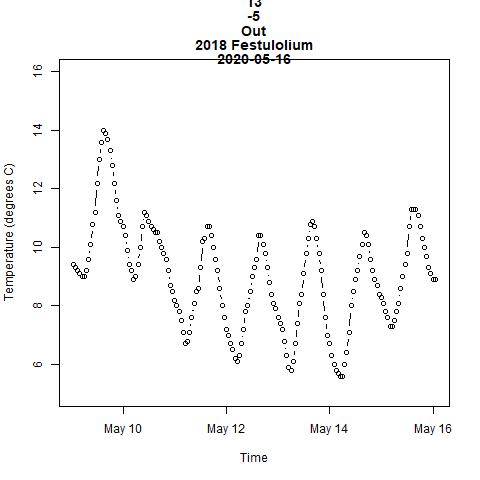 13
-5
Out
2018 Festulolium
2020-05-16
Temperature (degrees C)
16
14
12
10
8
6
May 10
May 12
May 14
May 16
Time